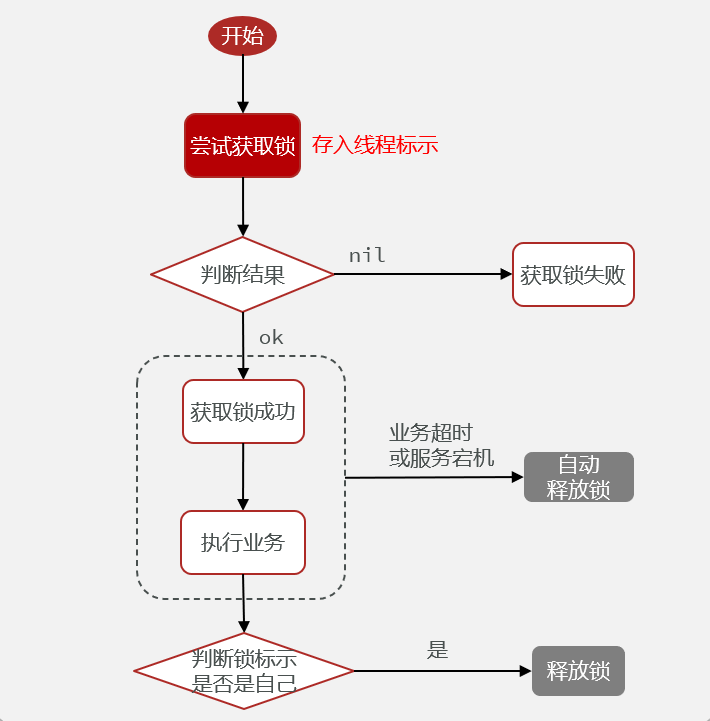 开始
尝试获取锁
存入线程标示
判断结果
nil
获取锁失败
ok
获取锁成功
业务超时
或服务宕机
自动
释放锁
执行业务
判断锁标示
是否是自己
是
释放锁